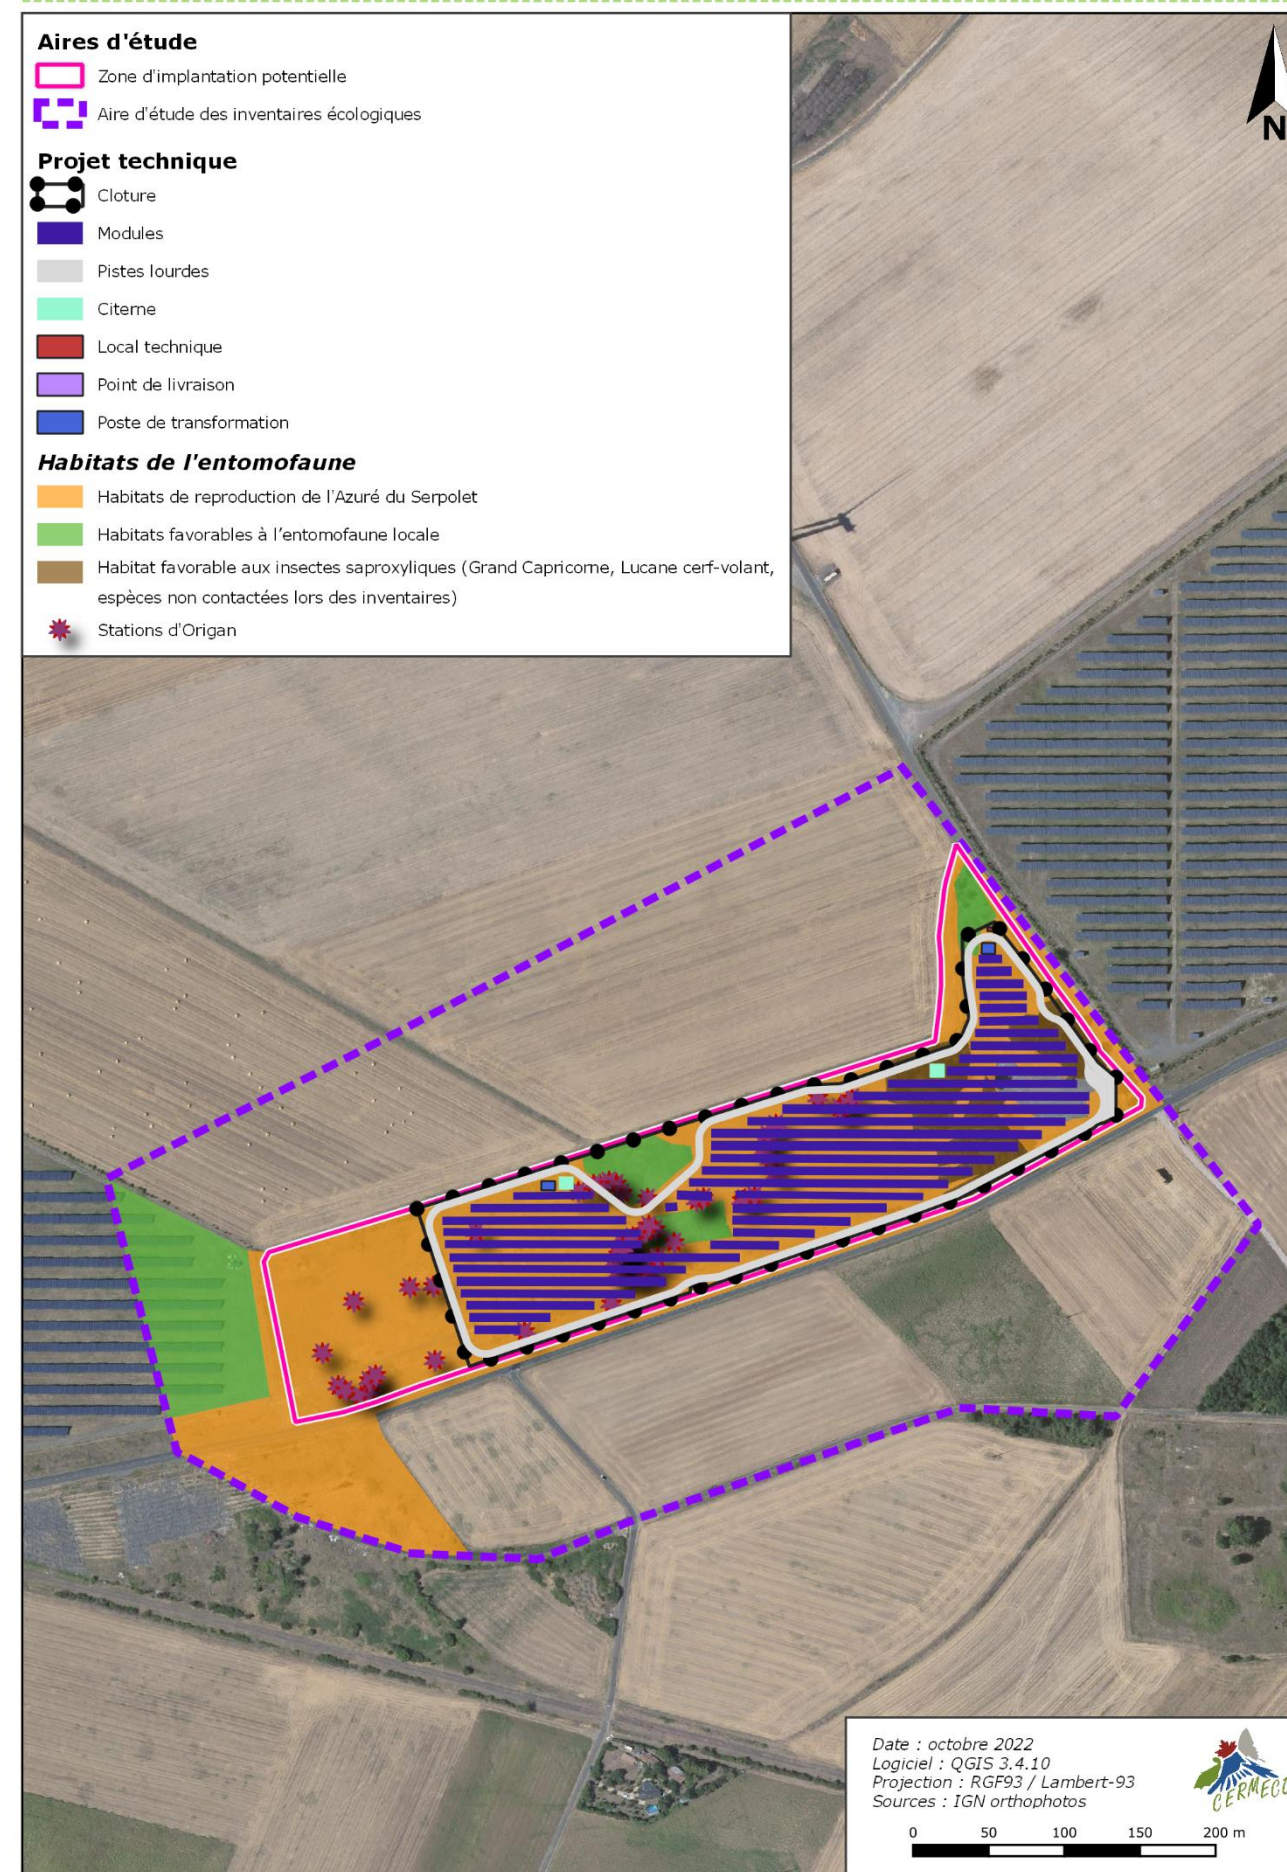 Aires d'étude
Zone d'implantation potentielle
Aire d'étude des inventaires écologiques
Projet technique
Cloture
Modules
Pistes lourdes
Citerne
Local technique
Point de livraison
Poste de transformation
Habitats de l'entomofaune
Habitats de reproduction de l'Azuré du Serpolet
Habitats favorables à l'entomofaune locale
Habitat favorable aux insectes saproxyliques (Grand Capricorne, Lucane cerf-volant,
espèces non contactées lors des inventaires)
Stations d'Origan
N
Date : octobre 2022
Logiciel : QGIS 3.4.10
Projection : RGF93 / Lambert-93
Sources : IGN orthophotos
CERMECO
0 50 100 150 200 m